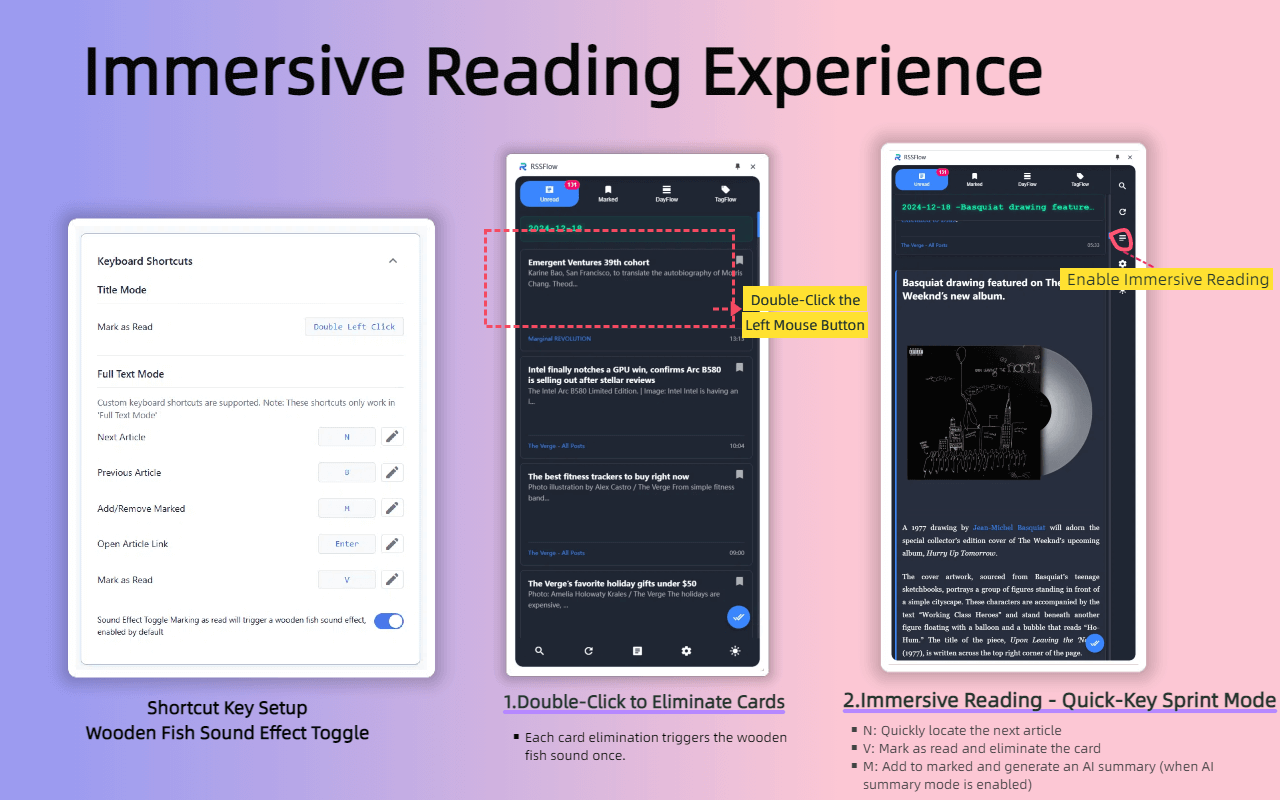 Immersive Reading Experience
Keyboard Shortcuts
Title Mode
Mark as Read
Double Left Click
Full Text Mode
Custom keyboard shortcuts are supported. Note: These shortcuts only work in
'Full Text Mode'
Next Article
N
Previous Article
B
Add/Remove Marked
M
Open Article Link
Enter
Mark as Read
V
Sound Effect Toggle Marking as read will trigger a wooden fish sound effect,
enabled by default
Shortcut Key Setup
Wooden Fish Sound Effect Toggle
RSSFlow
131
Unread
Marked
DayFlow
TagFlow
2024-12-18
Emergent Ventures 39th cohort
Karine Bao, San Francisco, to translate the autobiography of Morris
Chang. Theod...
Marginal REVOLUTION
13:13
Double-Click the
Left Mouse Button
Intel finally notches a GPU win, confirms Arc B580
is selling out after stellar reviews
The Intel Arc B580 Limited Edition. | Image: Intel Intel is having an
i...
The Verge - All Posts
10:04
The best fitness trackers to buy right now
Photo illustration by Alex Castro / The Verge From simple fitness
band...
The Verge - All Posts
09:00
The Verge's favorite holiday gifts under $50
Photo: Amelia Holowaty Krales / The Verge The holidays are
expensive, ...
1.Double-Click to Eliminate Cards
▪ Each card elimination triggers the wooden
fish sound once.
RSSFlow
131
Unread
Marked
DayFlow
TagFlow
2024-12-18 -Basquiat drawing feature…
The Verge - All Posts
05:33
Enable Immersive Reading
Basquiat drawing featured on The
Weeknd's new album.
A 1977 drawing by Jean-Michel Basquiat will adorn the
special collector's edition cover of The Weeknd's upcoming
album, Hurry Up Tomorrow.
The cover artwork, sourced from Basquiat's teenage
sketchbooks, portrays a group of figures standing in front of
a simple cityscape. These characters are accompanied by the
text "Working Class Heroes" and stand beneath another
figure floating with a balloon and a bubble that reads "Ho-
Hum." The title of the piece, Upon Leaving the
(1977), is written across the top right corner of the page.
2.Immersive Reading - Quick-Key Sprint Mode
▪ N: Quickly locate the next article
▪ V: Mark as read and eliminate the card
▪ M: Add to marked and generate an AI summary (when AI
summary mode is enabled)